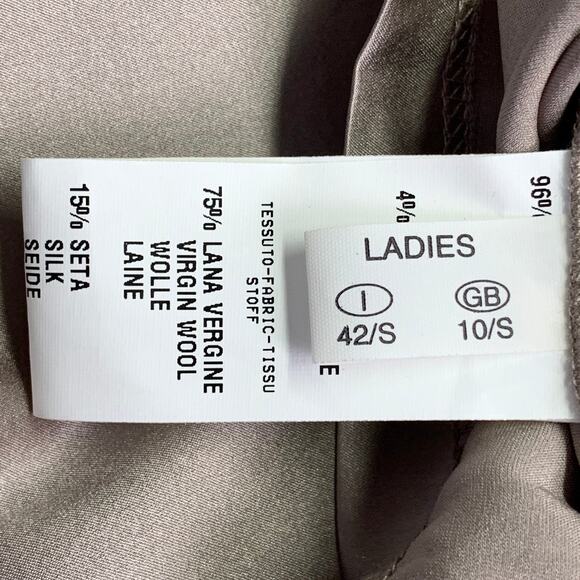 LADIES
I
GB
42/S
10/S
96%
4%
TESSUTO-FABRIC-TISSU
STOFF
75% LANA VERGINE
VIRGIN WOOL
WOLLE
LAINE
15% SETA
SILK
SEIDE